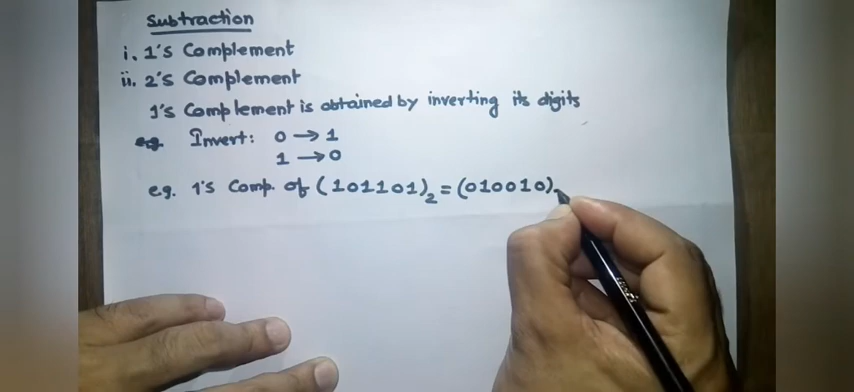 Subtraction
i. 1's Complement
ii. 2's Complement
1's Complement is obtained by inverting its digits
Invert: 0 → 1
1 → 0
e.g. 1's Comp. of (101101)₂ = (010010)